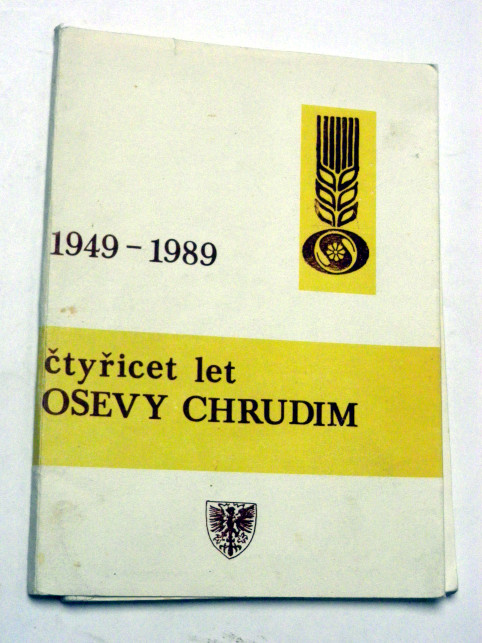 1949 – 1989
čtyřicet let
OSEVY CHRUDIM